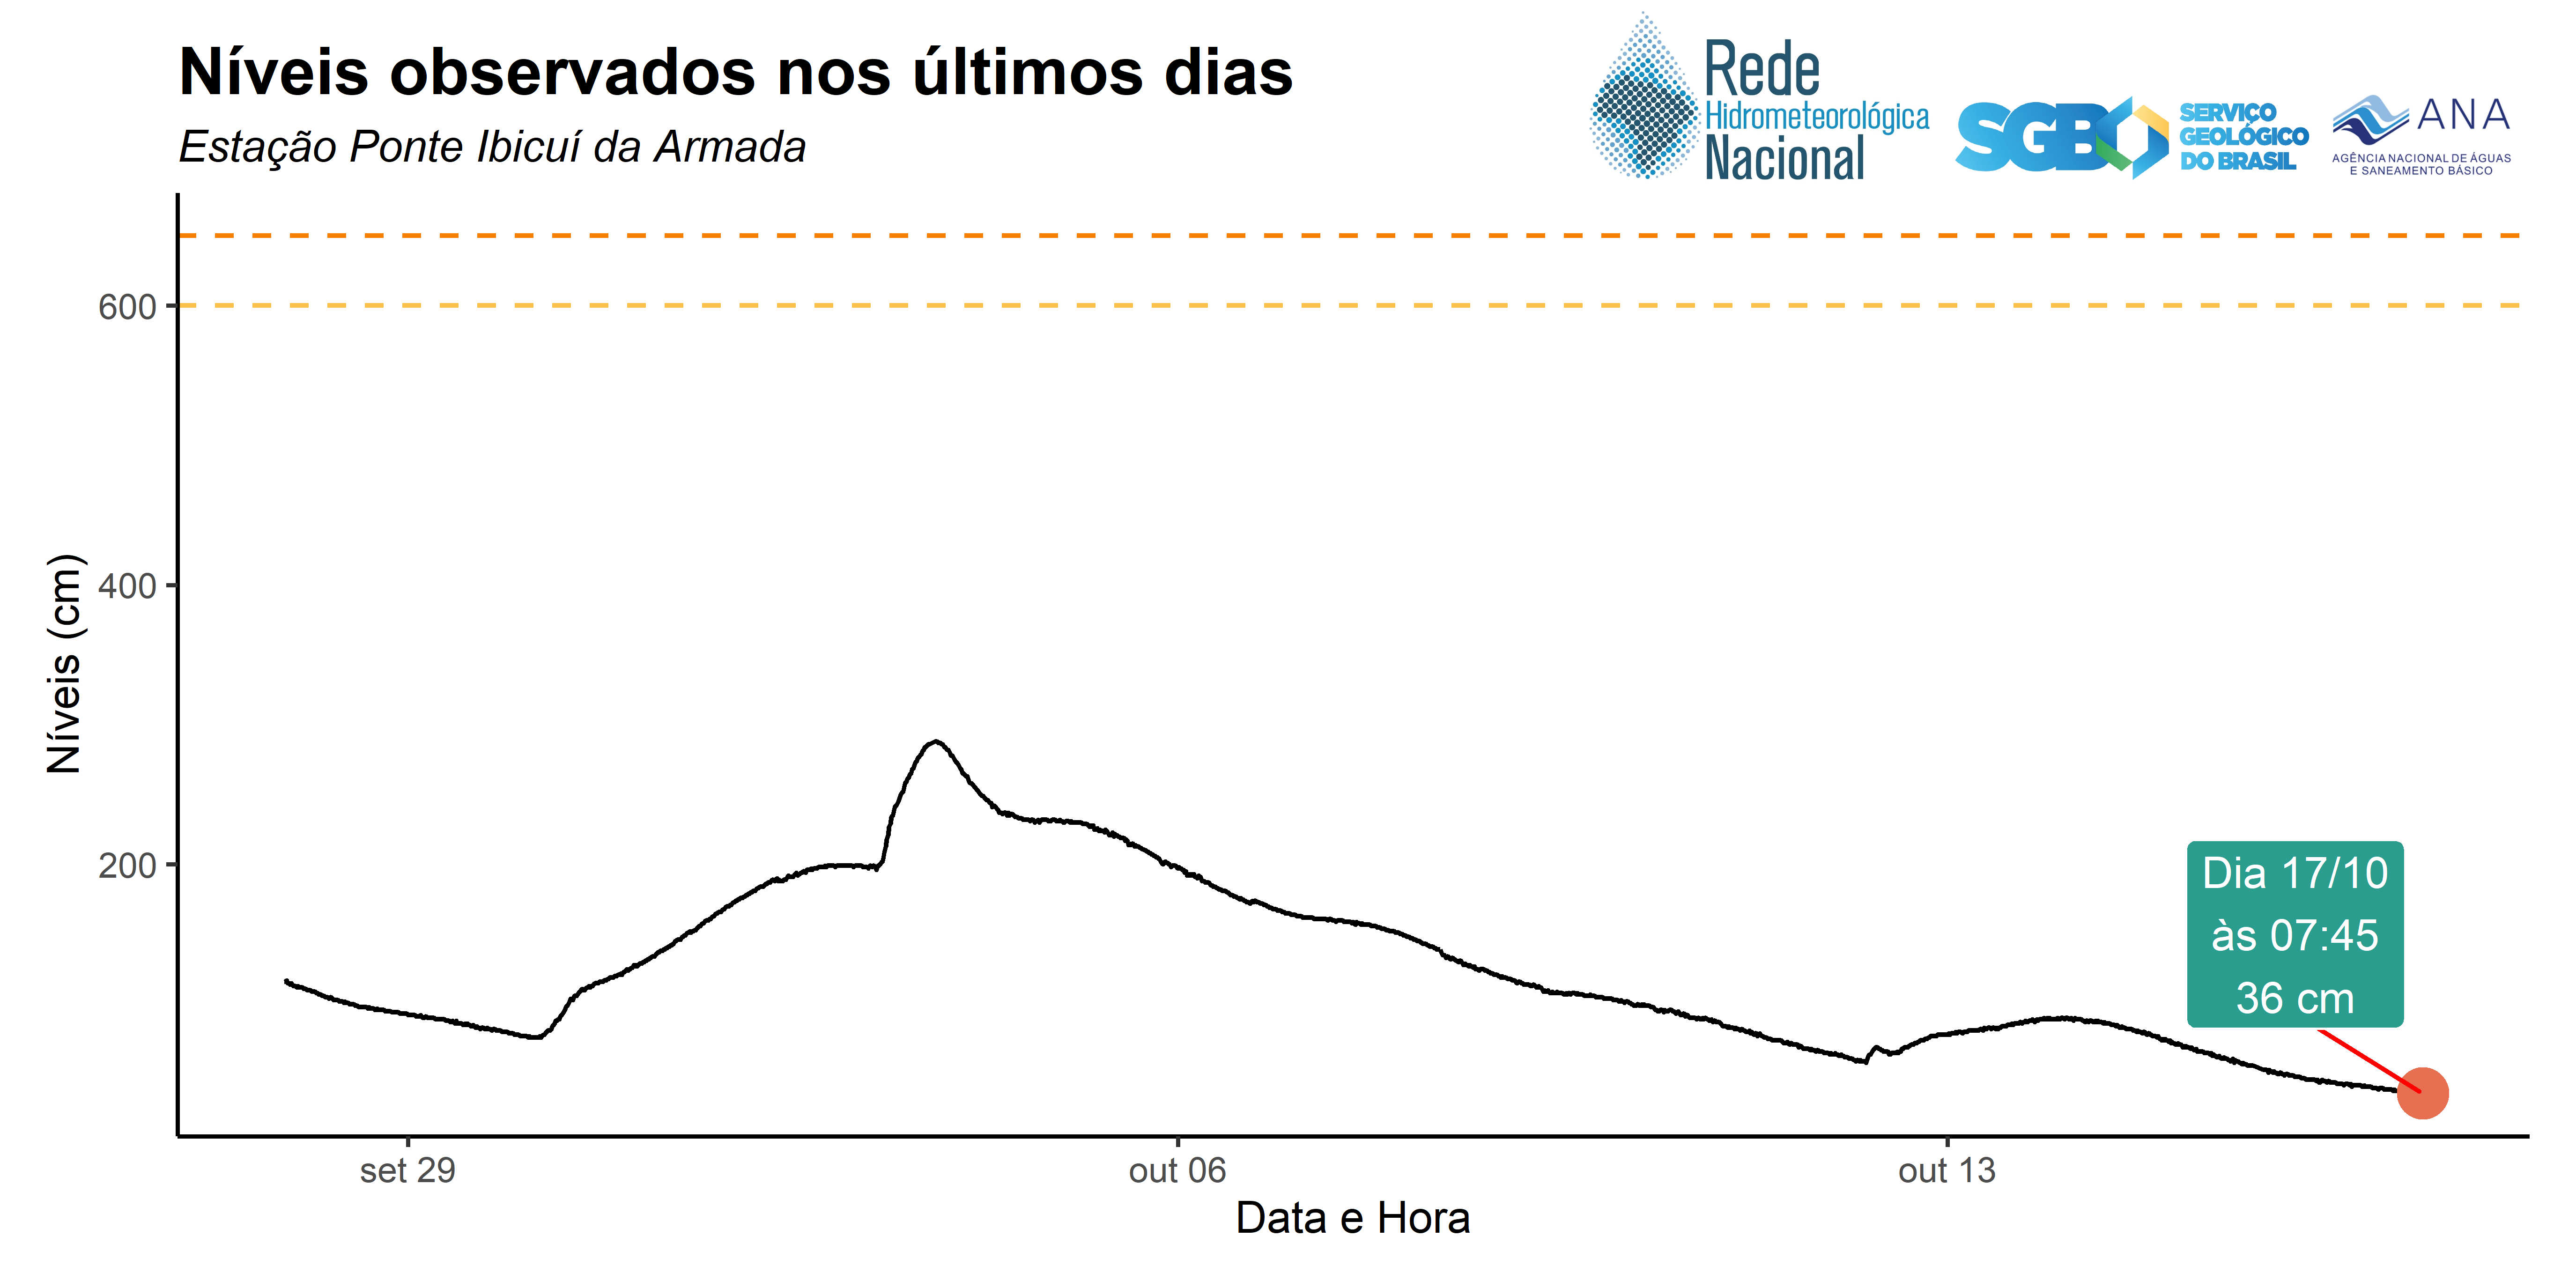 Níveis observados nos últimos dias
Estação Ponte Ibicuí da Armada
Rede
Hidrometeorológica
Nacional
SGB
SERVIÇO
GEOLÓGICO
DO BRASIL
ANA
AGÊNCIA NACIONAL DE ÁGUAS
E SANEAMENTO BÁSICO
600
400
200
Níveis (cm)
Dia 17/10
às 07:45
36 cm
set 29
out 06
out 13
Data e Hora